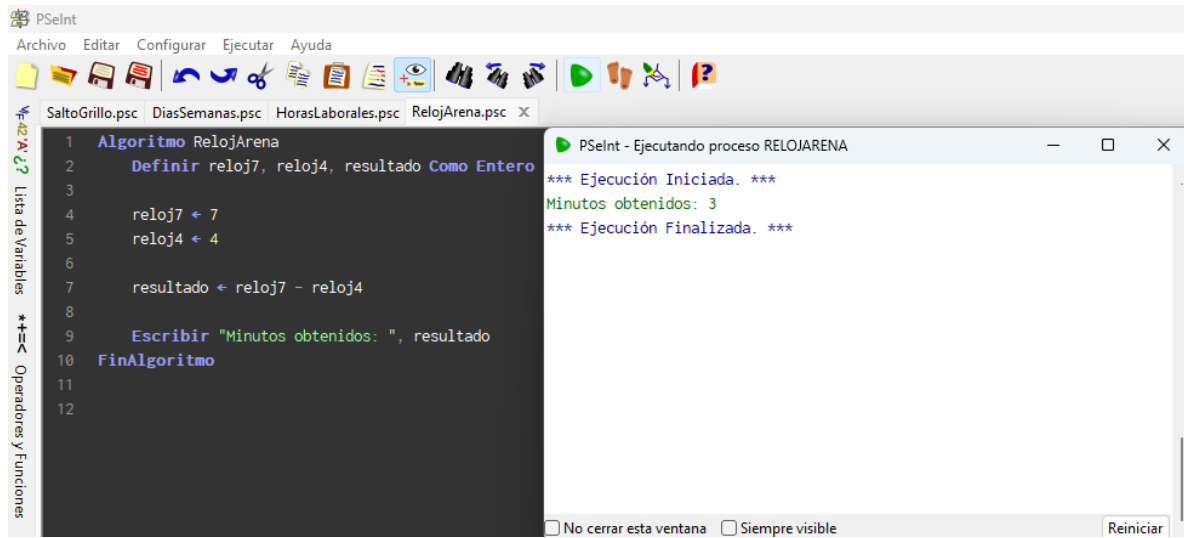 PSeInt
Archivo Editar Configurar Ejecutar Ayuda
SaltoGrillo.psc DiasSemanas.psc HorasLaborales.psc RelojArena.psc X
Lista de Variables
*+=<
Operadores y Funciones
1 Algoritmo RelojArena
2 Definir reloj7, reloj4, resultado Como Entero
3
4 reloj7 ← 7
5 reloj4 ← 4
6
7 resultado ← reloj7 - reloj4
8
9 Escribir "Minutos obtenidos: ", resultado
10 FinAlgoritmo
11
12
PSeInt - Ejecutando proceso RELOJARENA
*** Ejecución Iniciada. ***
Minutos obtenidos: 3
*** Ejecución Finalizada. ***
No cerrar esta ventana Siempre visible Reiniciar